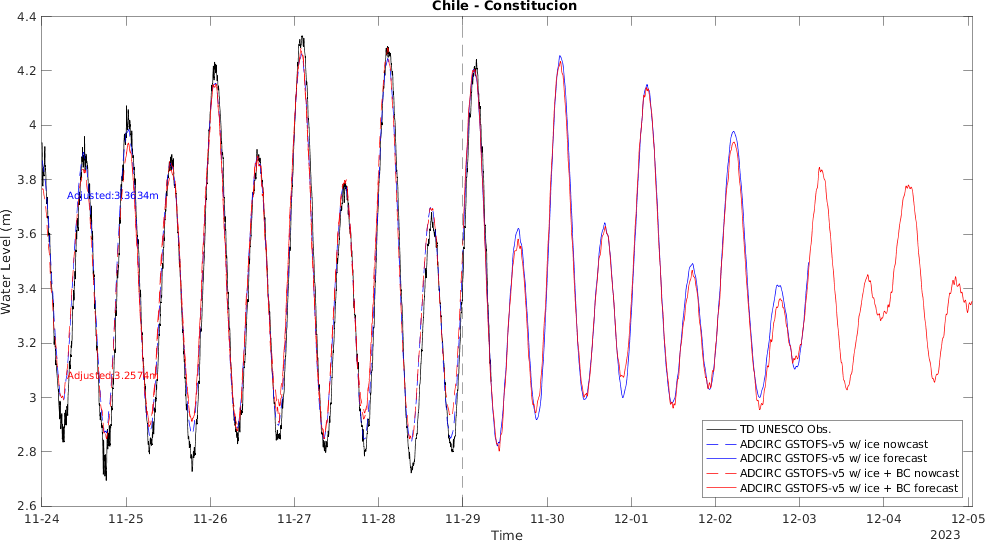 Chile - Constitucion
4.4
4.2
4
3.8
3.6
3.4
3.2
3
2.8
2.6
Water Level (m)
Adjusted:3.3634m
Adjusted:3.2574m
TD UNESCO Obs.
ADCIRC GSTOFS-v5 w/ ice nowcast
ADCIRC GSTOFS-v5 w/ ice forecast
ADCIRC GSTOFS-v5 w/ ice + BC nowcast
ADCIRC GSTOFS-v5 w/ ice + BC forecast
11-24 11-25 11-26 11-27 11-28 11-29 11-30 12-01 12-02 12-03 12-04 12-05
Time
2023